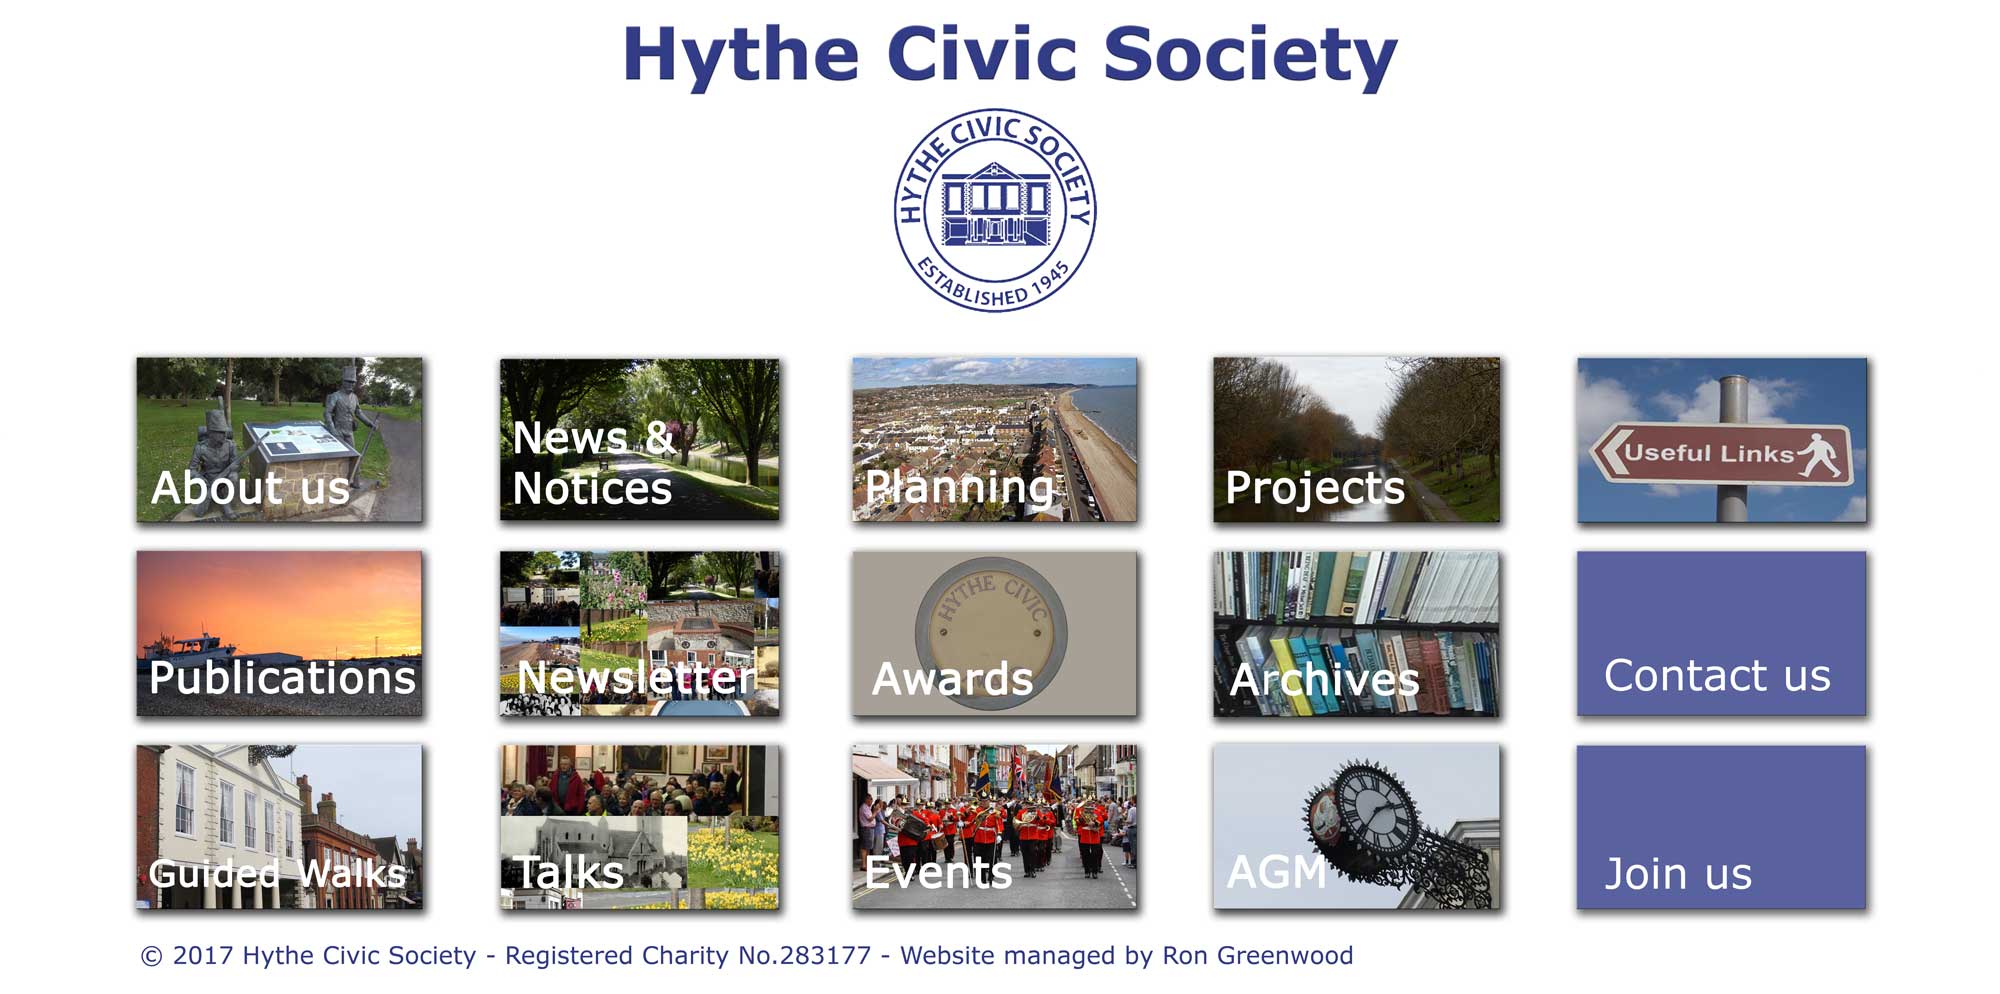 Hythe Civic Society
HYTHE CIVIC SOCIETY
ESTABLISHED 1945
About us
News &
Notices
Planning
Projects
Useful Links
Publications
Newsletter
HYTHE CIVIC
Awards
Archives
Contact us
Guided Walks
Talks
Events
AGM
Join us
© 2017 Hythe Civic Society - Registered Charity No.283177 - Website managed by Ron Greenwood